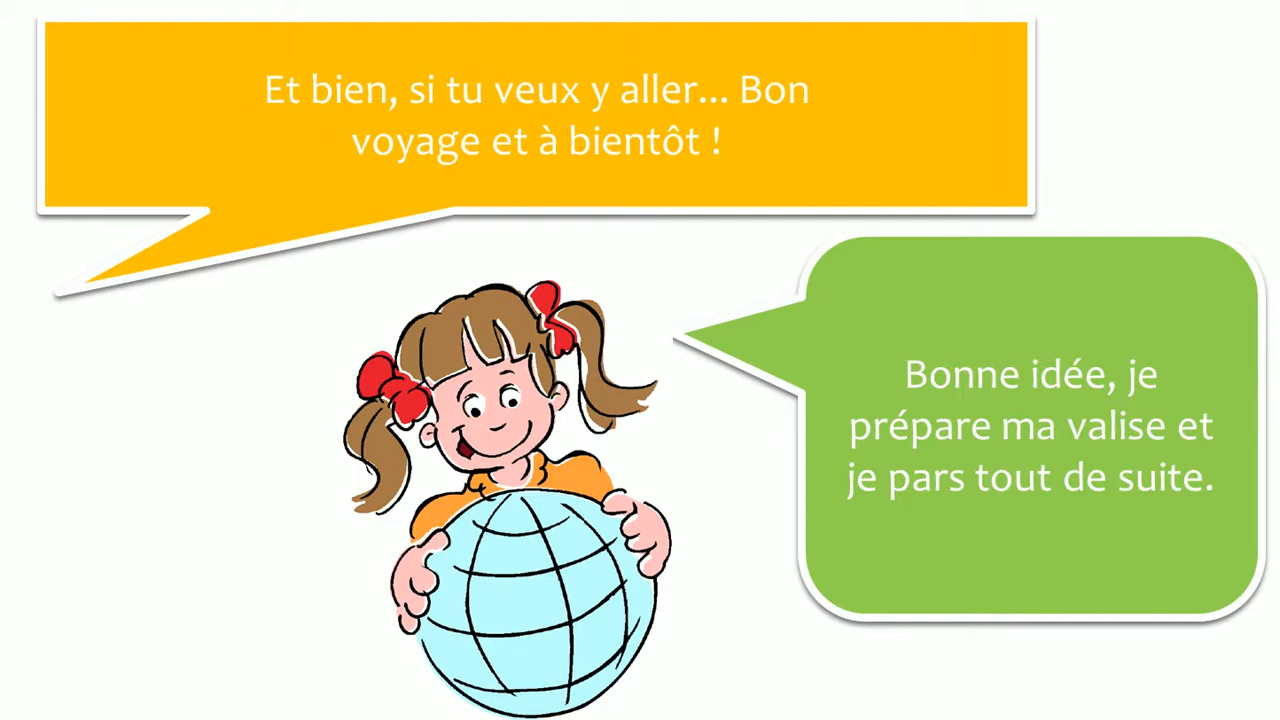 Et bien, si tu veux y aller... Bon
voyage et à bientôt !
Bonne idée, je
prépare ma valise et
je pars tout de suite.